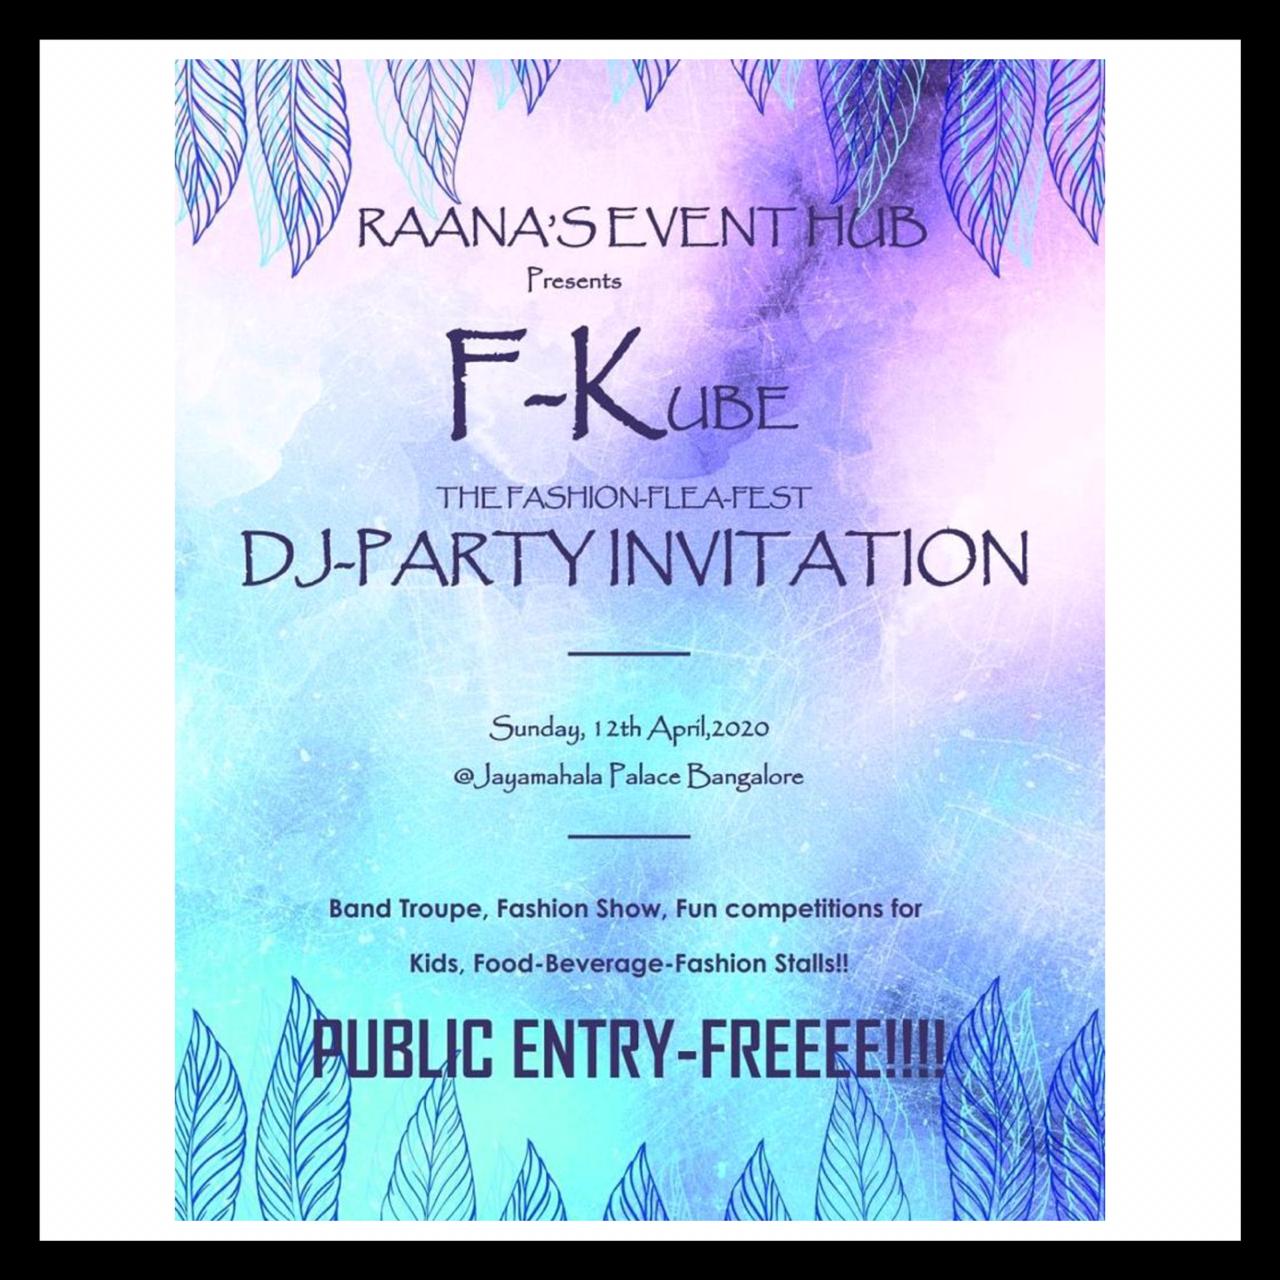 RAANA'S EVENT HUB
Presents
F-KUBE
THE FASHION-FLEA-FEST
DJ-PARTY INVITATION
Sunday, 12th April,2020
@Jayamahala Palace Bangalore
Band Troupe, Fashion Show, Fun competitions for
Kids, Food-Beverage-Fashion Stalls!!
PUBLIC ENTRY-FREEEE!!!!